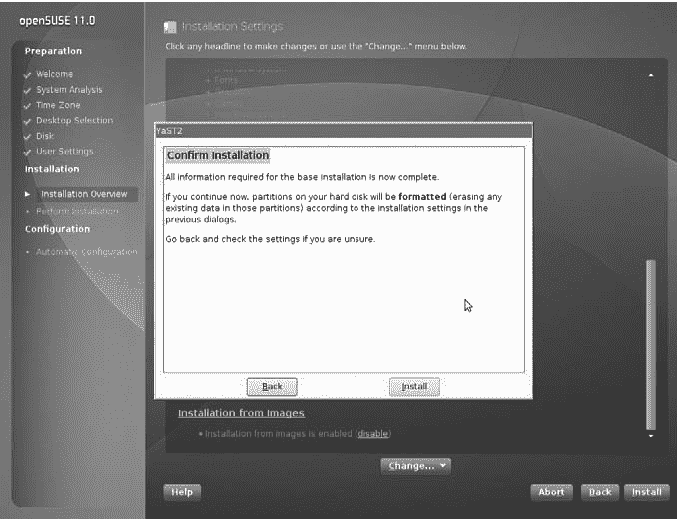 openSUSE 11.0
Preparation
Welcome
System Analysis
Time Zone
Desktop Selection
Disk
User Settings
Installation
Installation Overview
Perform Installation
Configuration
Automatic Configuration
Installation Settings
Click any headline to make changes or use the "Change..." menu below.
Fonts
YaST2
Confirm Installation
All information required for the base installation is now complete.
If you continue now, partitions on your hard disk will be formatted (erasing any
existing data in those partitions) according to the installation settings in the
previous dialogs.
Go back and check the settings if you are unsure.
Back
Install
Installation from Images
Installation from images is enabled (disable)
Change...
Help
Abort
Back
Install